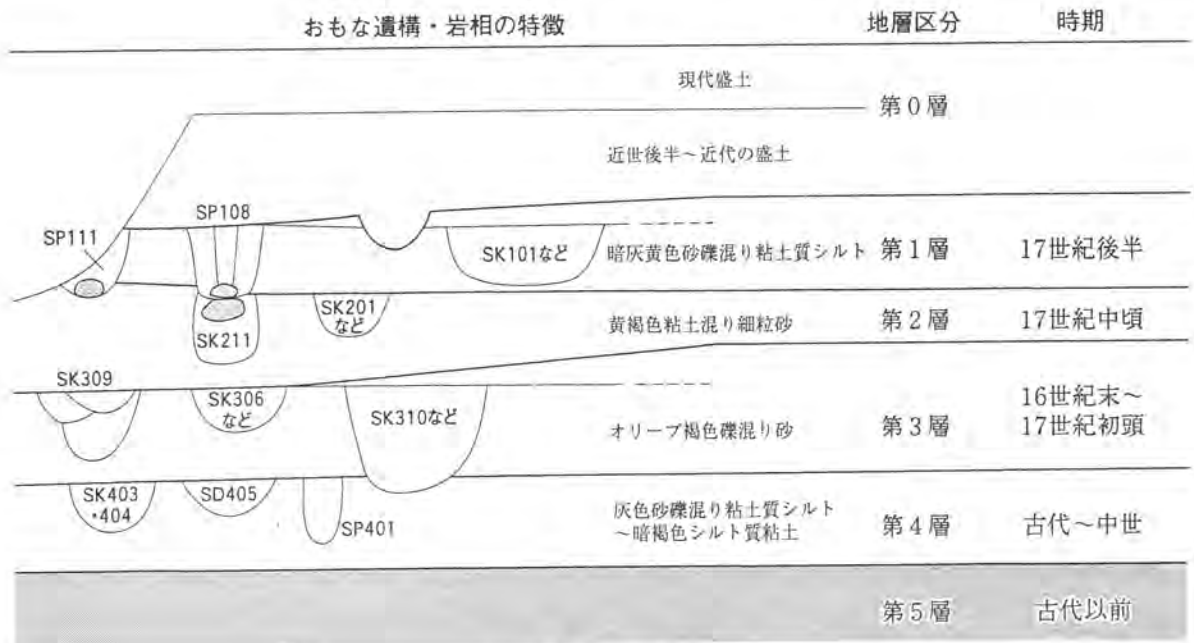 おもな遺構・岩相の特徴 地層区分 時期
現代盛土
第0層
近世後半～近代の盛土
SP108
SP111
SK101など
暗灰黄色砂礫混り粘土質シルト 第1層 17世紀後半
SK201
など
SK211
黄褐色粘土混り細粒砂 第2層 17世紀中頃
SK309
SK306
など
SK310など
オリーブ褐色礫混り砂 第3層
16世紀末～
17世紀初頭
SK403
・404
SD405
SP401
灰色砂礫混り粘土質シルト
～暗褐色シルト質粘土
第4層 古代～中世
第5層 古代以前